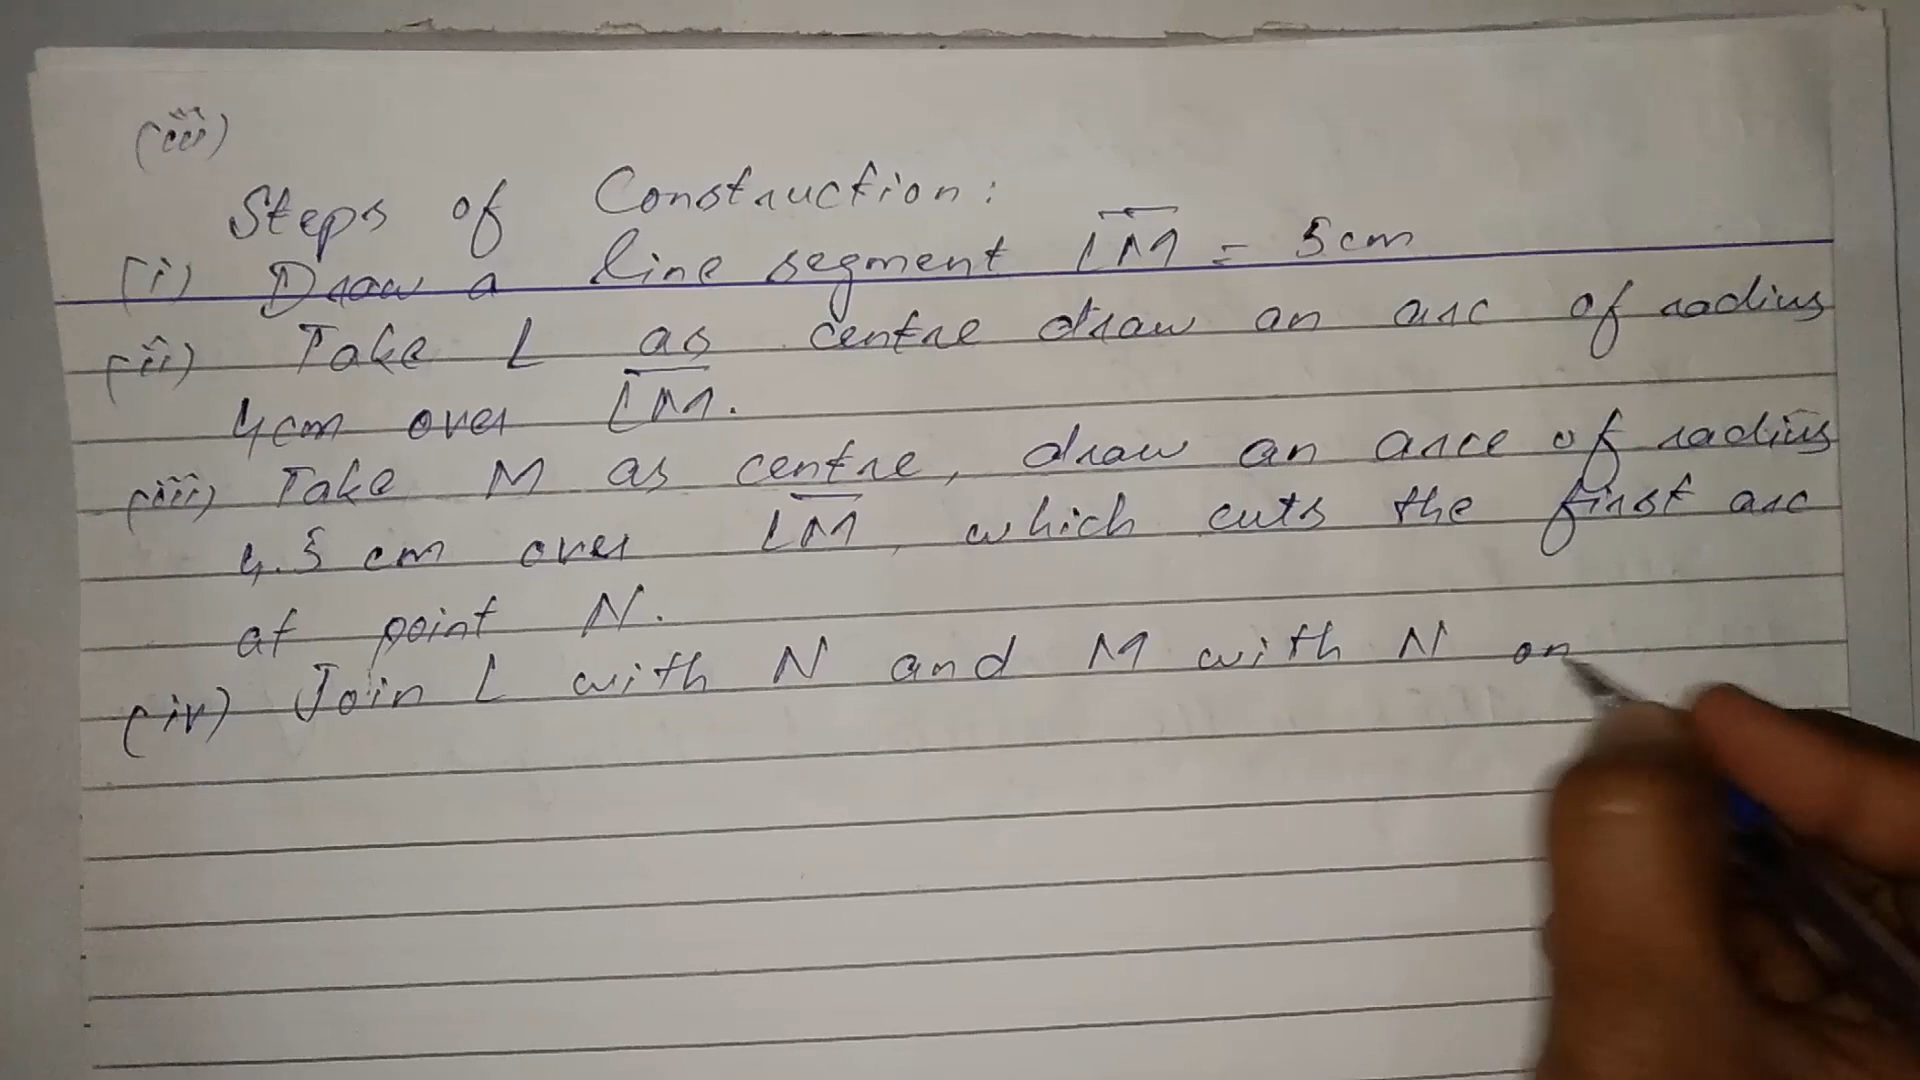 (iii)
Steps of Construction:
(i) Draw a line segment LM = 5cm
(ii) Take L as centre draw an arc of radius
4cm over LM.
(iii) Take M as centre, draw an arce of radius
4.5 cm over LM, which cuts the first arc
at point N.
(iv) Join L with N and M with N on